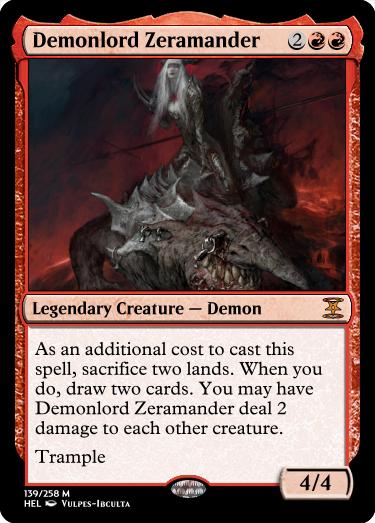 Demonlord Zeramander 2
Legendary Creature — Demon
As an additional cost to cast this
spell, sacrifice two lands. When you
do, draw two cards. You may have
Demonlord Zeramander deal 2
damage to each other creature.
Trample
4/4
139/258 M
HEL Vulpes-Ibculta